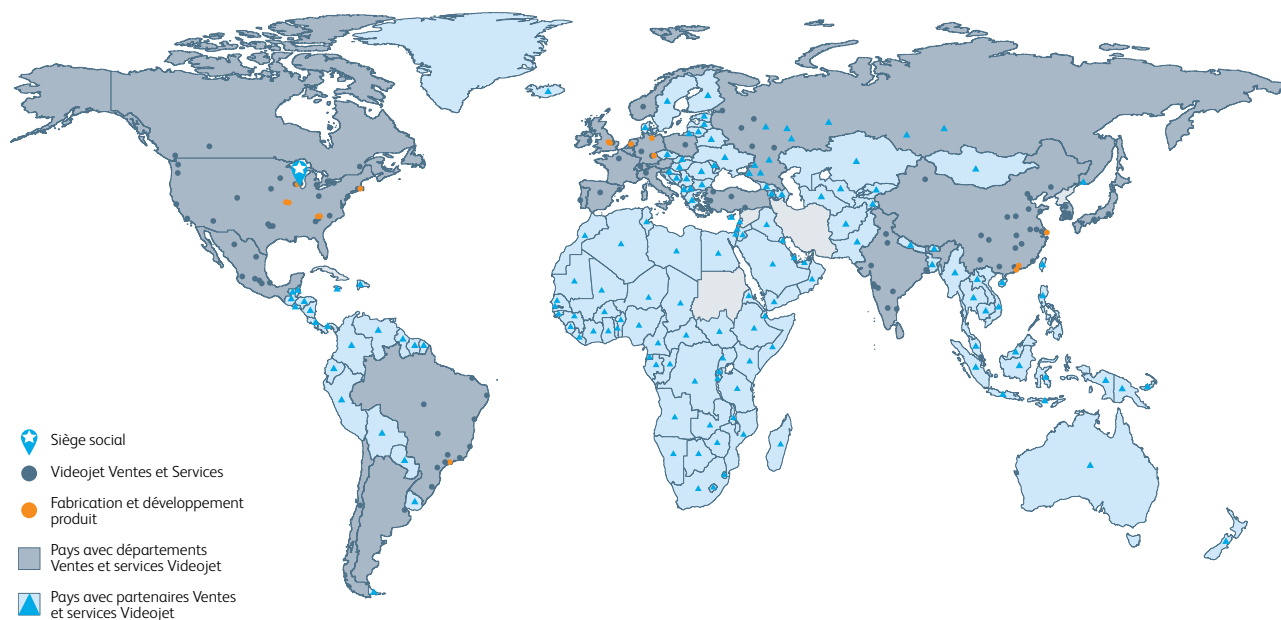 Siège social
Videojet Ventes et Services
Fabrication et développement
produit
Pays avec départements
Ventes et services Videojet
Pays avec partenaires Ventes
et services Videojet